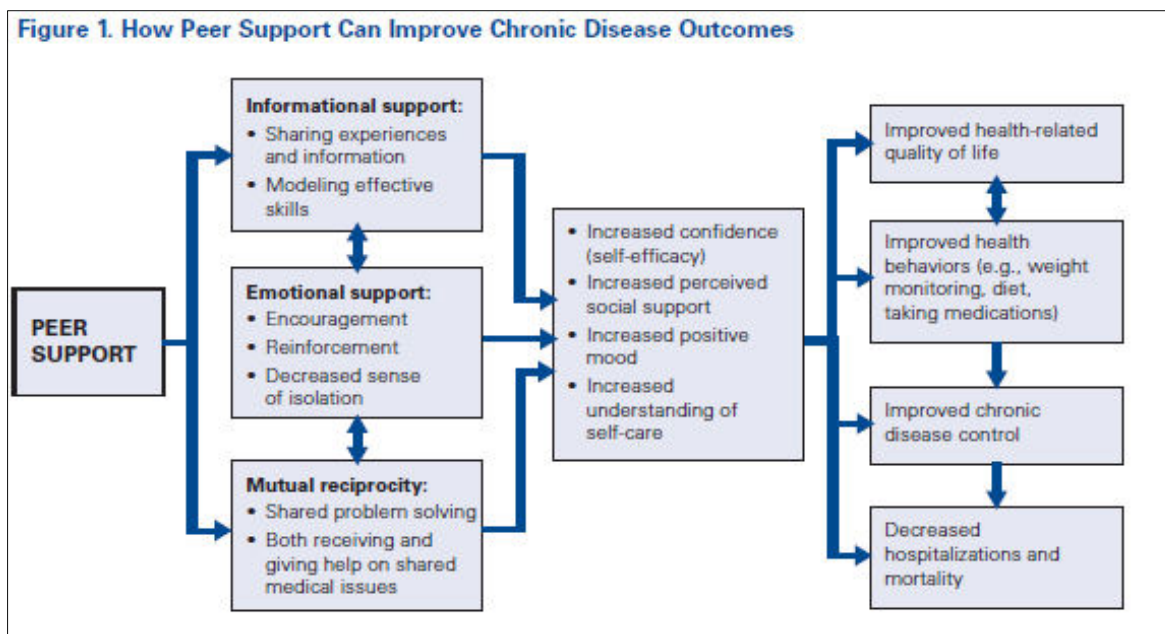 Figure 1. How Peer Support Can Improve Chronic Disease Outcomes
PEER
SUPPORT
Informational support:
• Sharing experiences
and information
• Modeling effective
skills
Emotional support:
• Encouragement
• Reinforcement
• Decreased sense
of isolation
Mutual reciprocity:
• Shared problem solving
• Both receiving and
giving help on shared
medical issues
• Increased confidence
(self-efficacy)
• Increased perceived
social support
• Increased positive
mood
• Increased
understanding of
self-care
Improved health-related
quality of life
Improved health
behaviors (e.g., weight
monitoring, diet,
taking medications)
Improved chronic
disease control
Decreased
hospitalizations and
mortality